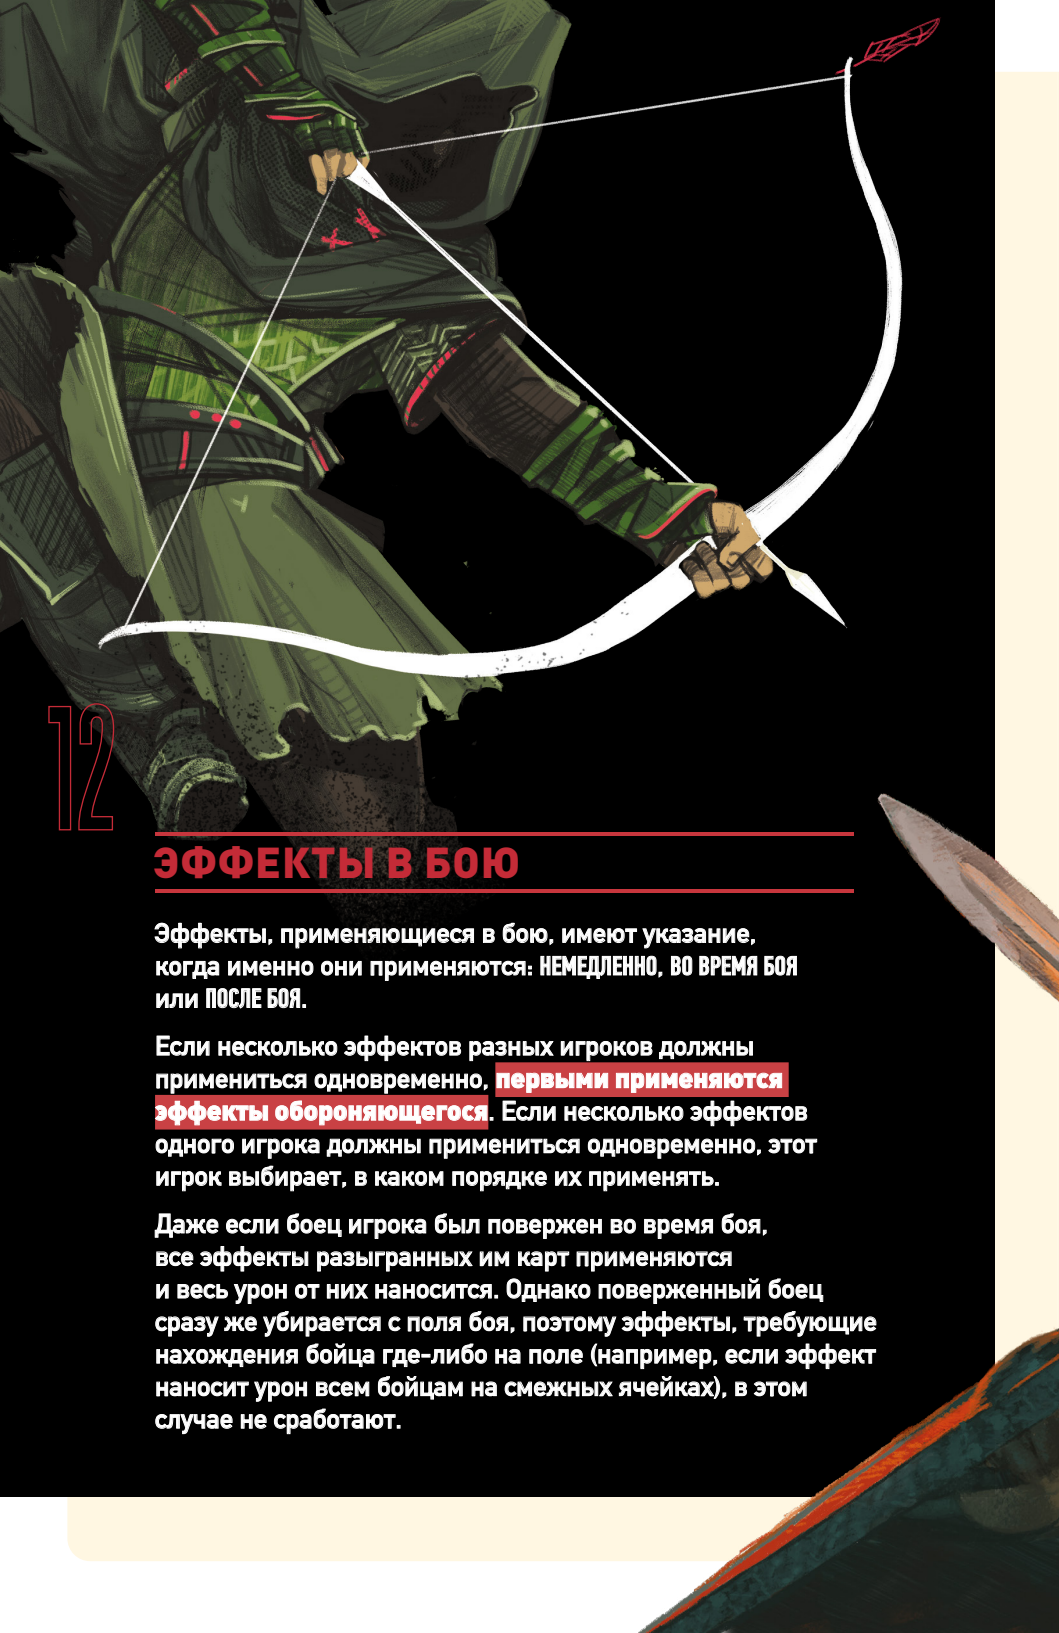 12
ЭФФЕКТЫ В БОЮ
Эффекты, применяющиеся в бою, имеют указание,
когда именно они применяются: НЕМЕДЛЕННО, ВО ВРЕМЯ БОЯ
или ПОСЛЕ БОЯ.
Если несколько эффектов разных игроков должны
примениться одновременно, первыми применяются
эффекты обороняющегося. Если несколько эффектов
одного игрока должны примениться одновременно, этот
игрок выбирает, в каком порядке их применять.
Даже если боец игрока был повержен во время боя,
все эффекты разыгранных им карт применяются
и весь урон от них наносится. Однако поверженный боец
сразу же убирается с поля боя, поэтому эффекты, требующие
нахождения бойца где-либо на поле (например, если эффект
наносит урон всем бойцам на смежных ячейках), в этом
случае не сработают.